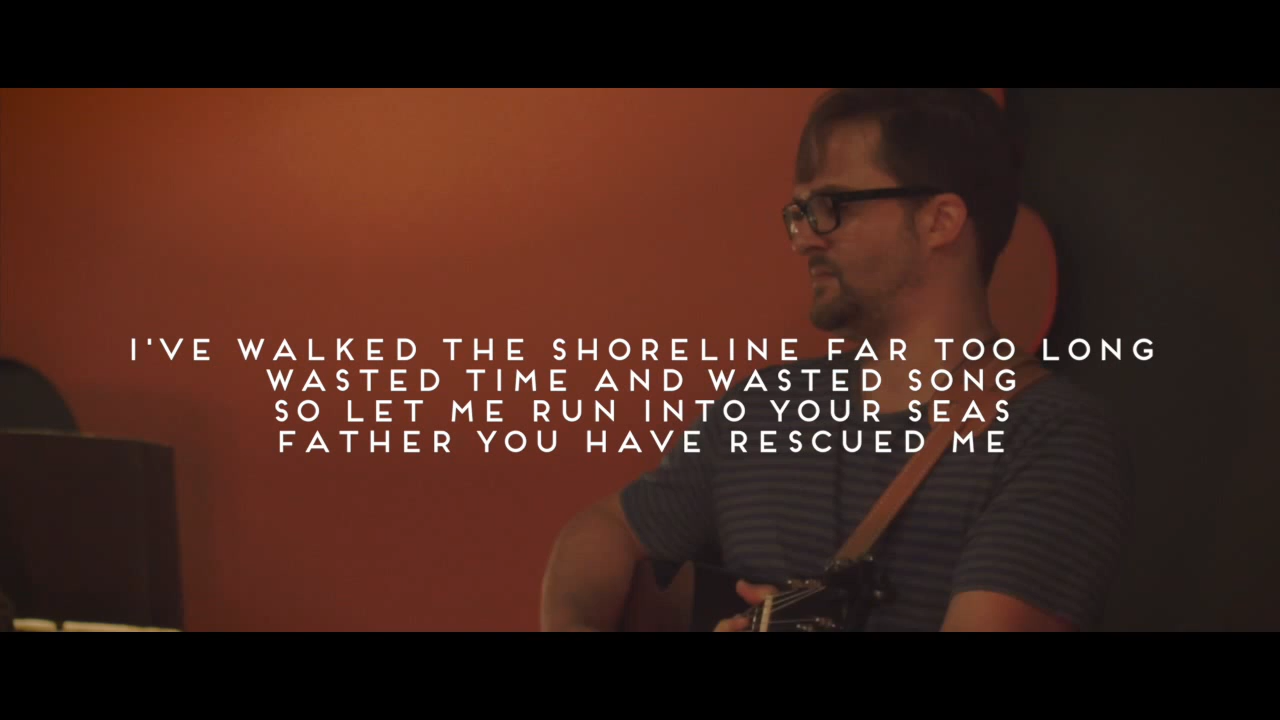 I'VE WALKED THE SHORELINE FAR TOO LONG
WASTED TIME AND WASTED SONG
SO LET ME RUN INTO YOUR SEAS
FATHER YOU HAVE RESCUED ME